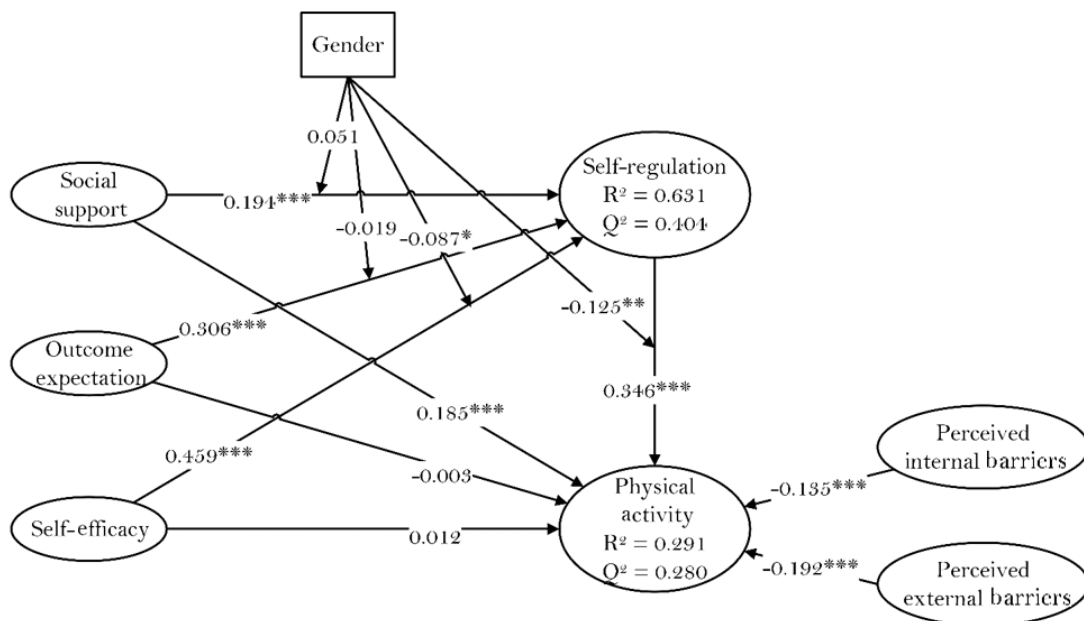 Gender
0.051
Social
support
0.194***
Self-regulation
R² = 0.631
Q² = 0.404
-0.019
-0.087*
-0.125**
0.306***
Outcome
expectation
0.346***
0.185***
Perceived
internal barriers
0.459***
-0.003
Physical
activity
R² = 0.291
Q² = 0.280
-0.135***
Self-efficacy
0.012
-0.192***
Perceived
external barriers